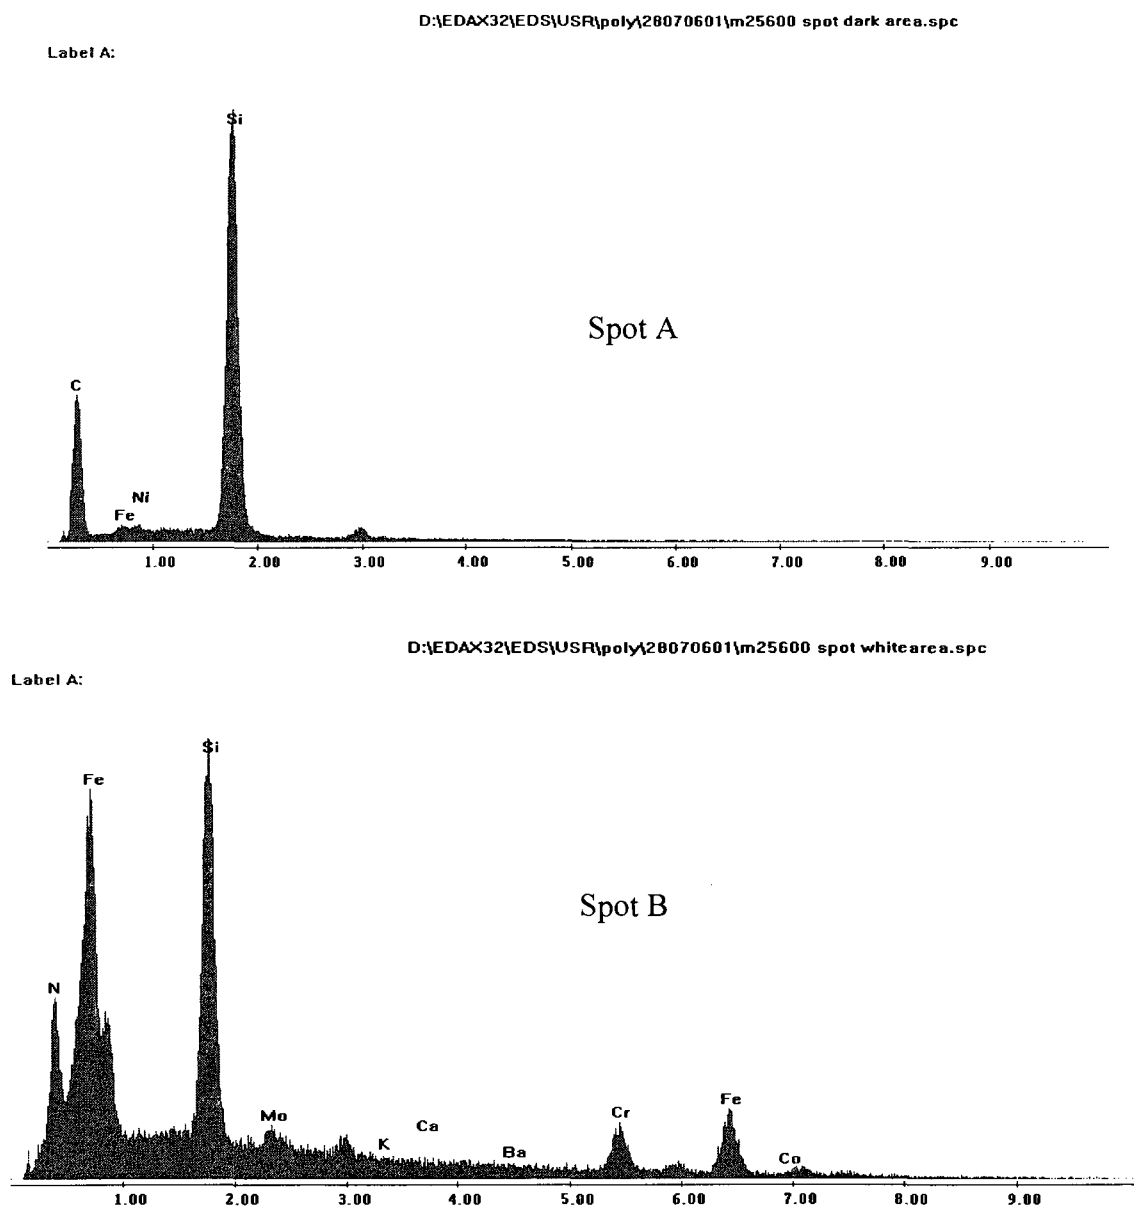 D:\EDAX32\EDS\USR\poly\28070601\m25600 spot dark area.spc
Label A:
Si
Spot A
C
Ni
Fe
1.00 2.00 3.00 4.00 5.00 6.00 7.00 8.00 9.00
D:\EDAX32\EDS\USR\poly\28070601\m25600 spot whitearea.spc
Label A:
Si
Fe
Spot B
N
Mo Ca Cr Fe
K Ba Co
1.00 2.00 3.00 4.00 5.00 6.00 7.00 8.00 9.00